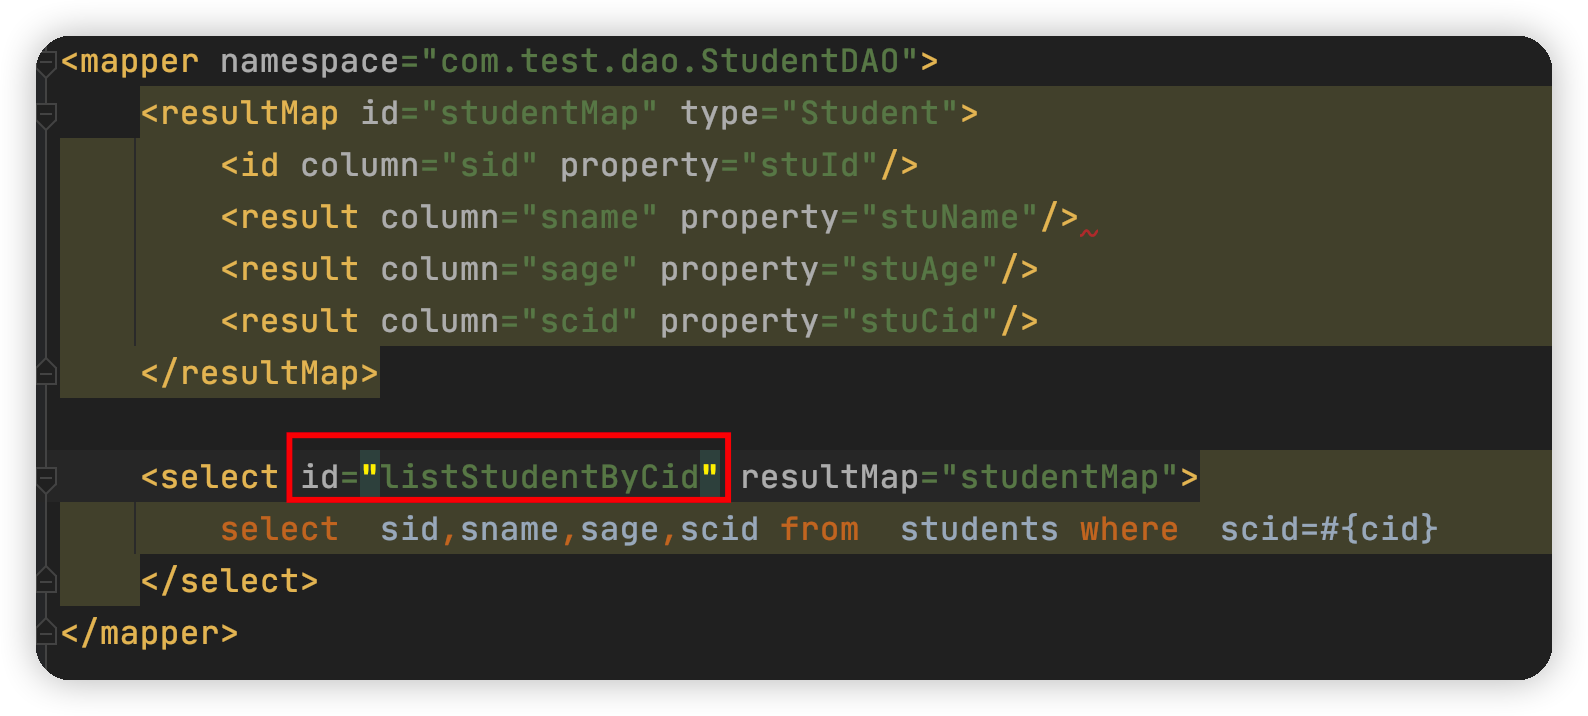 <mapper namespace="com.test.dao.StudentDAO">
<resultMap id="studentMap" type="Student">
<id column="sid" property="stuId"/>
<result column="sname" property="stuName"/>
<result column="sage" property="stuAge"/>
<result column="scid" property="stuCid"/>
</resultMap>
<select id="listStudentByCid" resultMap="studentMap">
select  sid,sname,sage,scid from  students where  scid=#{cid}
</select>
</mapper>